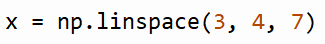 x = np.linspace(3, 4, 7)